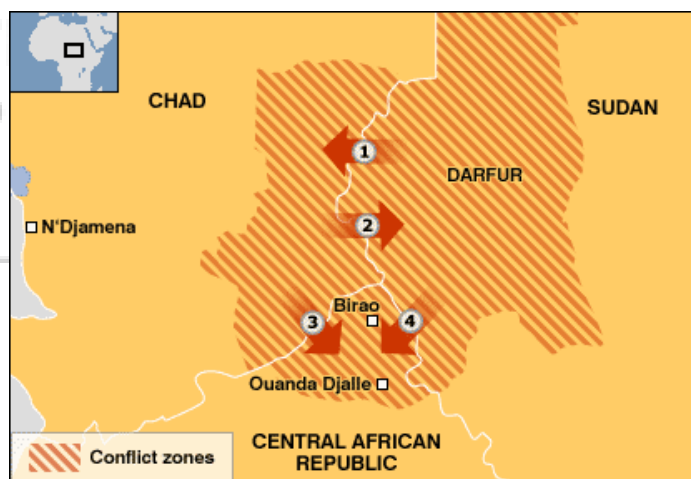 CHAD
SUDAN
1
DARFUR
2
N'Djamena
Birao
3
4
Ouanda Djalle
CENTRAL AFRICAN
REPUBLIC
Conflict zones